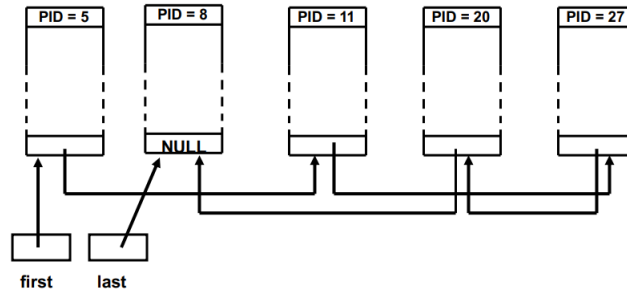 PID = 5
PID = 8
PID = 11
PID = 20
PID = 27
NULL
first
last